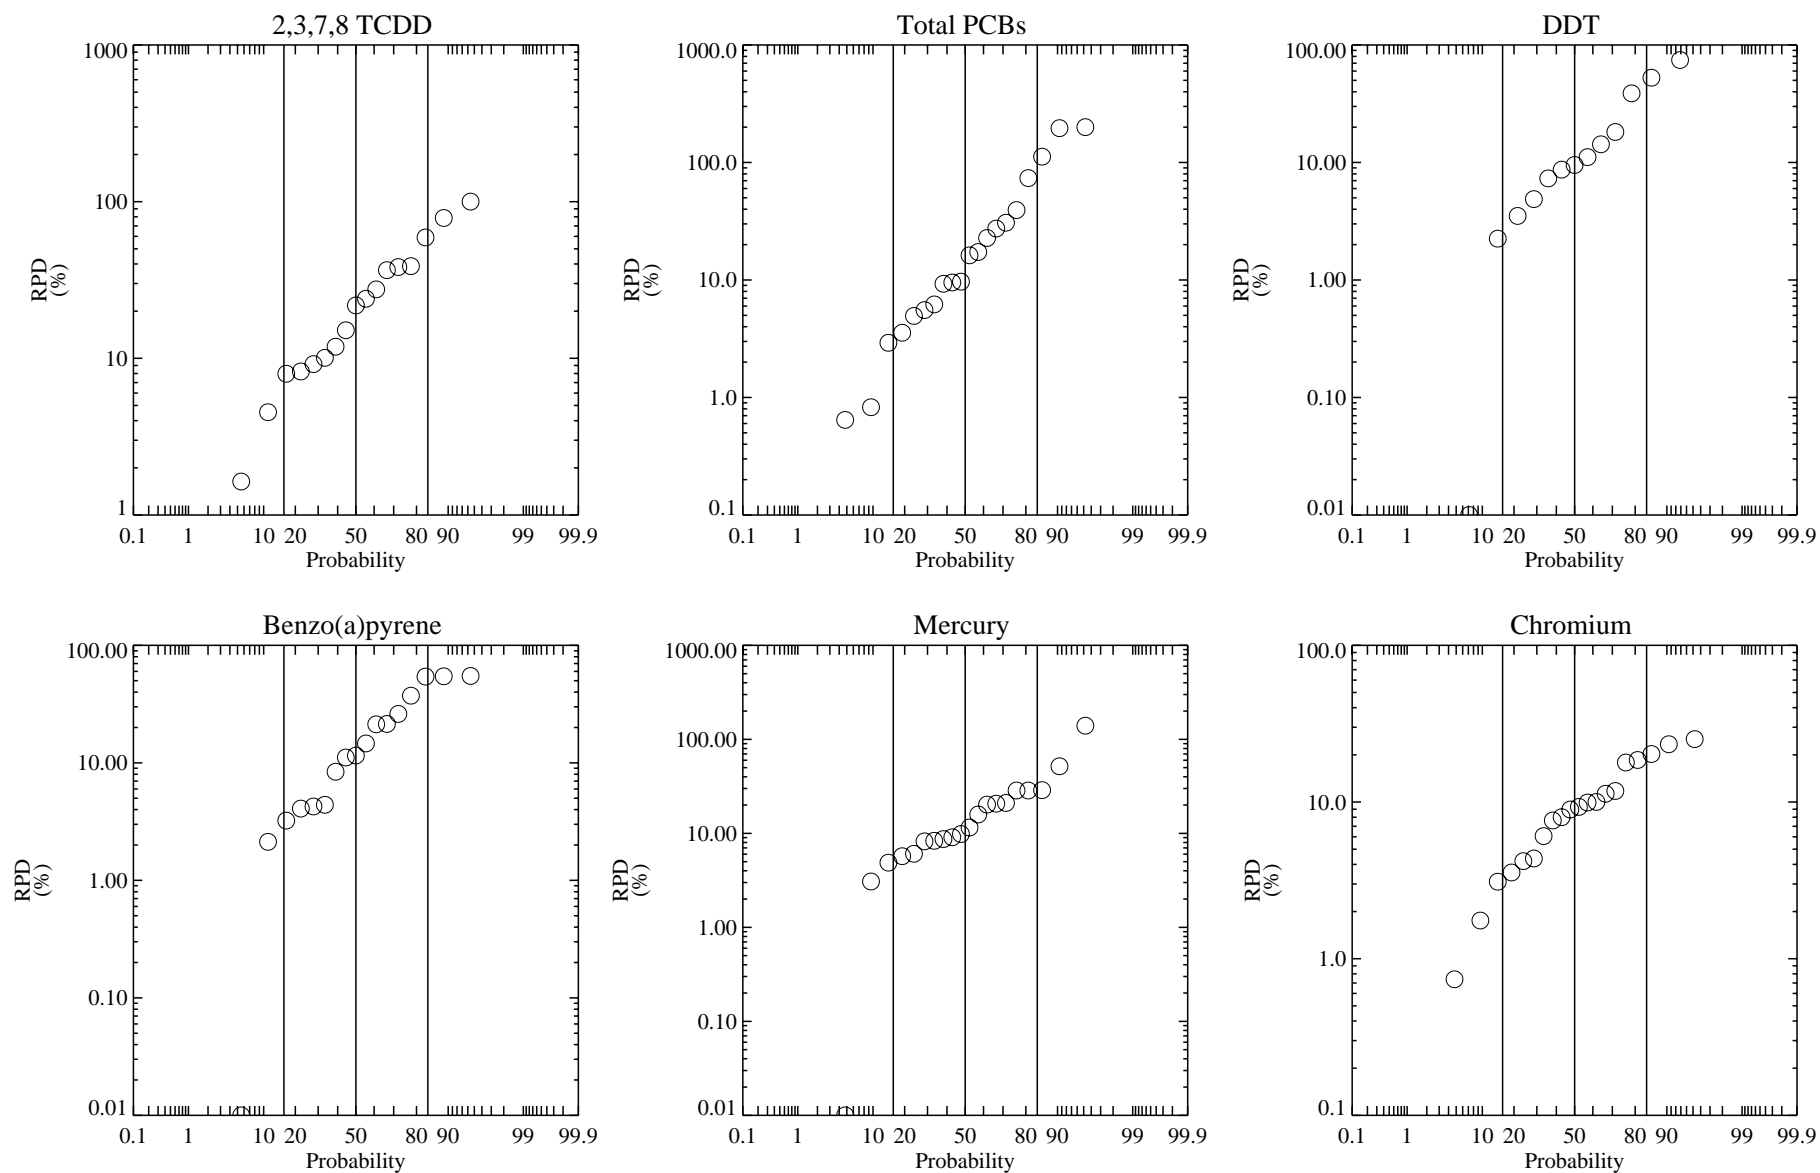 2,3,7,8 TCDD
1000
100
10
1
RPD
(%)
0.1 1 10 20 50 80 90 99 99.9
Probability
Total PCBs
1000.0
100.0
10.0
1.0
0.1
RPD
(%)
0.1 1 10 20 50 80 90 99 99.9
Probability
DDT
100.00
10.00
1.00
0.10
0.01
RPD
(%)
0.1 1 10 20 50 80 90 99 99.9
Probability
Benzo(a)pyrene
100.00
10.00
1.00
0.10
0.01
RPD
(%)
0.1 1 10 20 50 80 90 99 99.9
Probability
Mercury
1000.00
100.00
10.00
1.00
0.10
0.01
RPD
(%)
0.1 1 10 20 50 80 90 99 99.9
Probability
Chromium
100.0
10.0
1.0
0.1
RPD
(%)
0.1 1 10 20 50 80 90 99 99.9
Probability